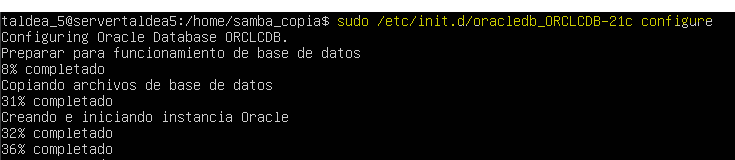 taldea_5@servertaldea5:/home/samba_copia$ sudo /etc/init.d/oracledb_ORCLCDB-21c configure
Configuring Oracle Database ORCLCDB.
Preparar para funcionamiento de base de datos
8% completado
Copiando archivos de base de datos
31% completado
Creando e iniciando instancia Oracle
32% completado
36% completado